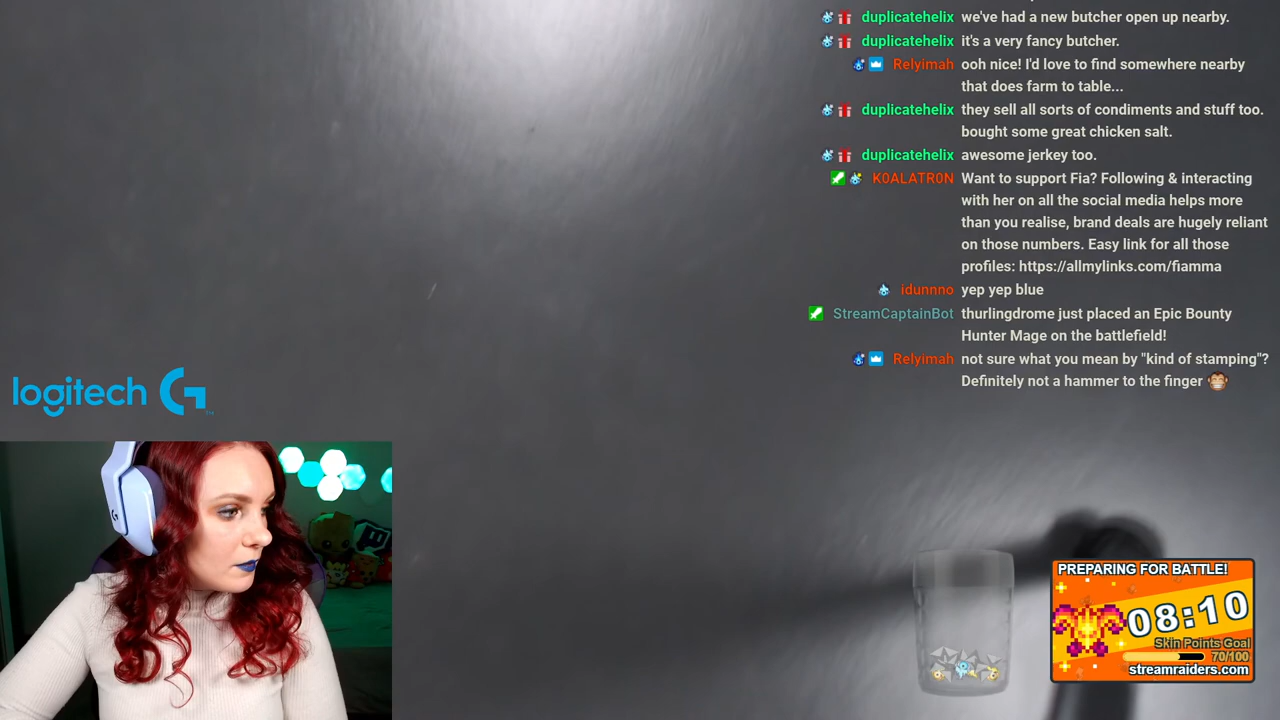 duplicatehelix we've had a new butcher open up nearby.
duplicatehelix it's a very fancy butcher.
Relyimah ooh nice! I'd love to find somewhere nearby
that does farm to table...
duplicatehelix they sell all sorts of condiments and stuff too.
bought some great chicken salt.
duplicatehelix awesome jerkey too.
K0ALATR0N Want to support Fia? Following & interacting
with her on all the social media helps more
than you realise, brand deals are hugely reliant
on those numbers. Easy link for all those
profiles: https://allmylinks.com/fiamma
idunnno yep yep blue
StreamCaptainBot thurlingdrome just placed an Epic Bounty
Hunter Mage on the battlefield!
Relyimah not sure what you mean by "kind of stamping"?
Definitely not a hammer to the finger
logitech G
PREPARING FOR BATTLE!
08:10
Skin Points Goal
70/100
streamraiders.com